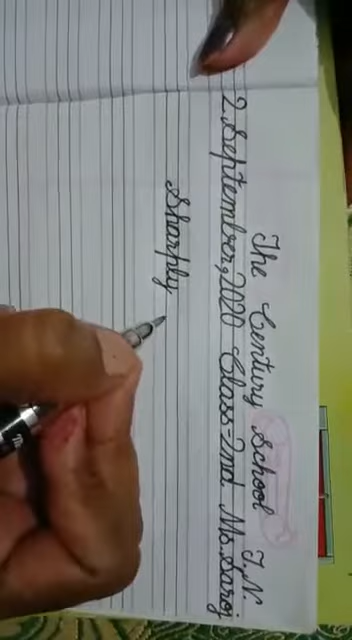 The Century School T.N.
2.September,2020 Class-2nd Ms.Saroj
Sharply